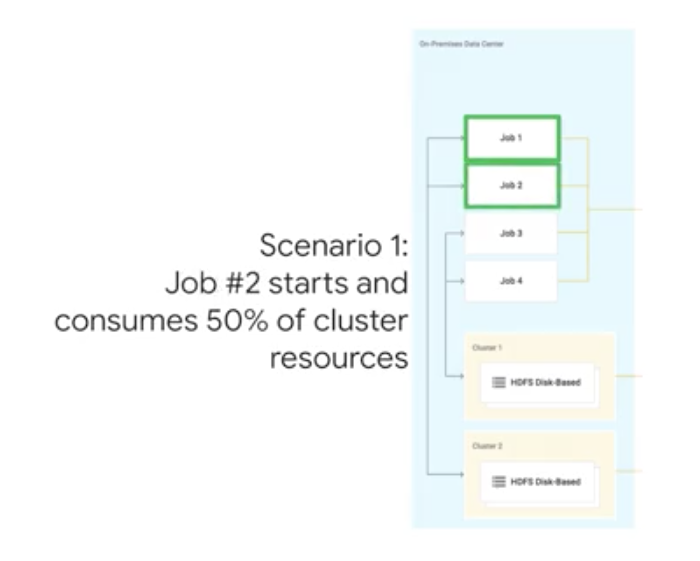 On-Premises Data Center
Job 1
Job 2
Scenario 1:
Job #2 starts and
consumes 50% of cluster
resources
Job 3
Job 4
Cluster 1
HDFS Disk-Based
Cluster 2
HDFS Disk-Based